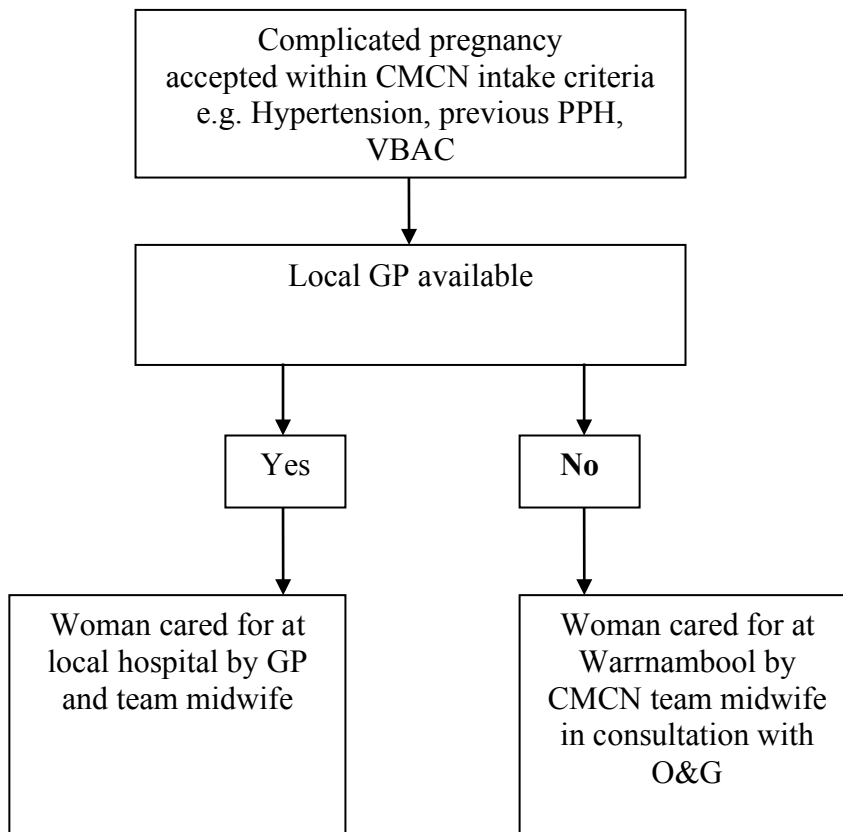 Complicated pregnancy
accepted within CMCN intake criteria
e.g. Hypertension, previous PPH,
VBAC
Local GP available
Yes
No
Woman cared for at
local hospital by GP
and team midwife
Woman cared for at
Warrnambool by
CMCN team midwife
in consultation with
O&G